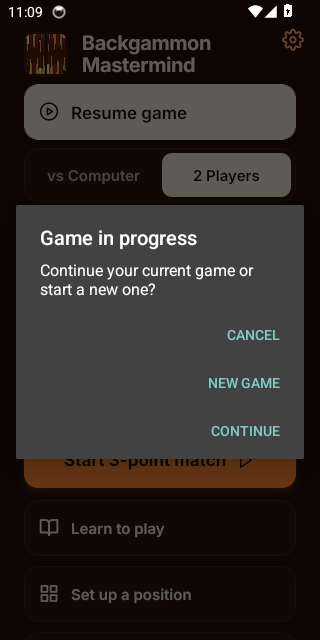 11:09
Backgammon
Mastermind
Resume game
vs Computer
2 Players
Game in progress
Continue your current game or
start a new one?
CANCEL
NEW GAME
CONTINUE
Start 3-point match
Learn to play
Set up a position